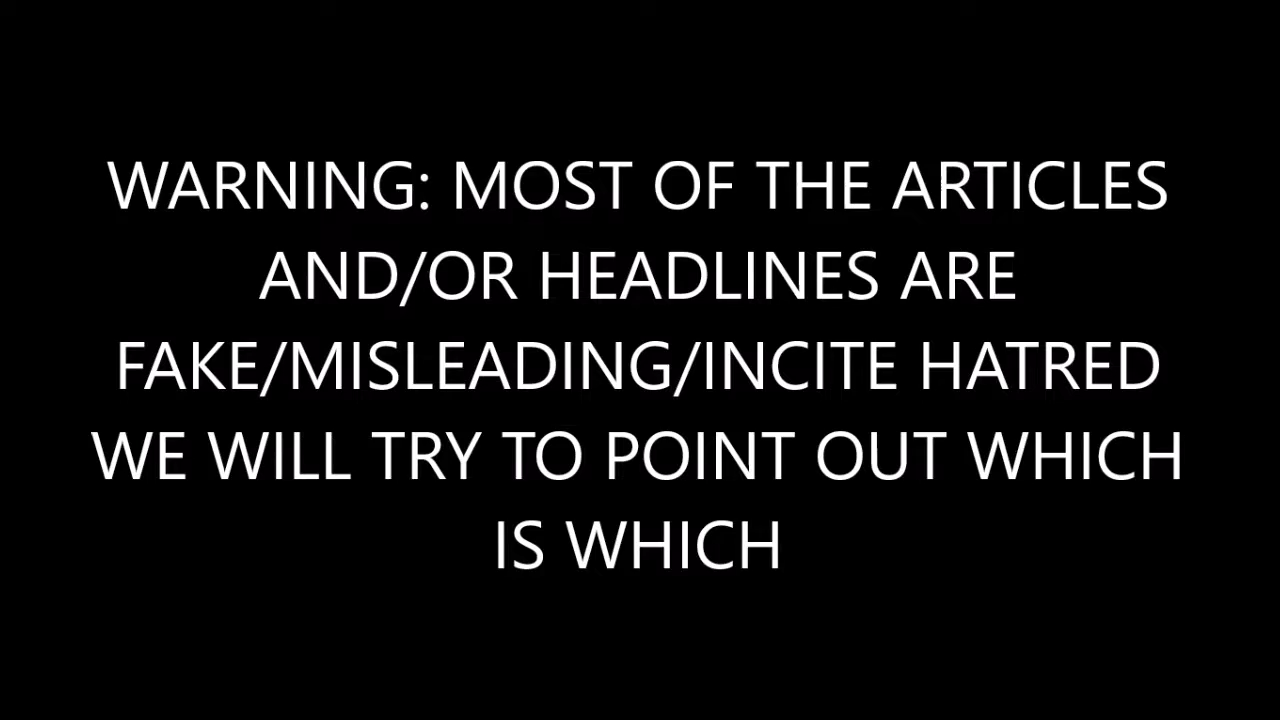 WARNING: MOST OF THE ARTICLES
AND/OR HEADLINES ARE
FAKE/MISLEADING/INCITE HATRED
WE WILL TRY TO POINT OUT WHICH
IS WHICH